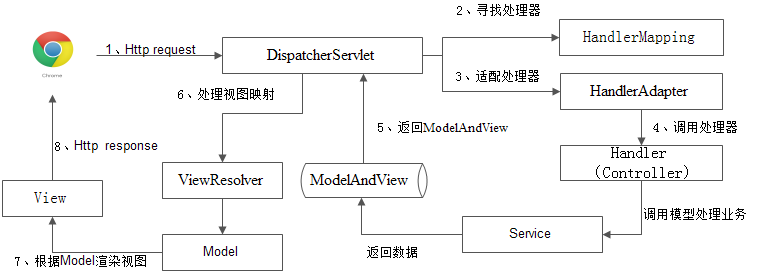 2、寻找处理器
1、Http request
DispatcherServlet
HandlerMapping
Chrome
3、适配处理器
6、处理视图映射
HandlerAdapter
5、返回ModelAndView
4、调用处理器
8、Http response
Handler
(Controller)
ViewResolver
ModelAndView
View
调用模型处理业务
Service
Model
返回数据
7、根据Model渲染视图